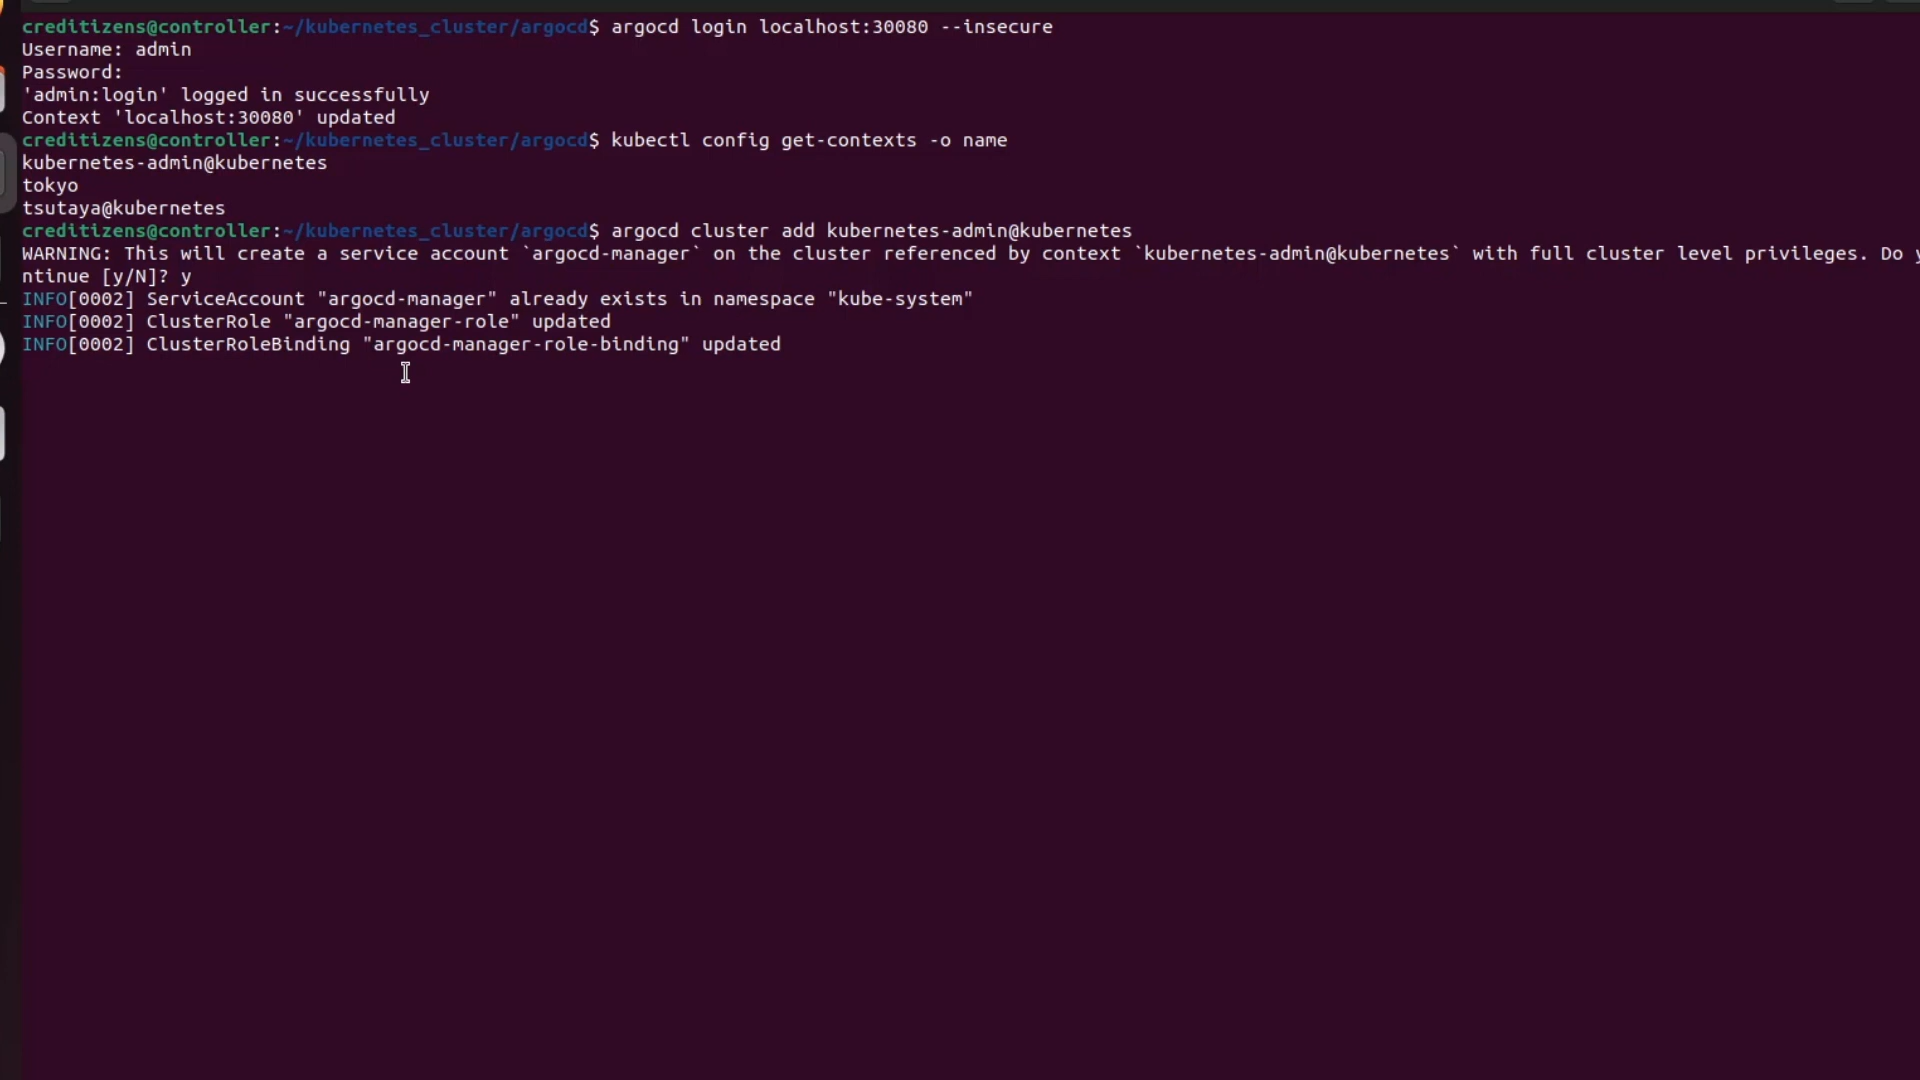 creditizens@controller:~/kubernetes_cluster/argocd$ argocd login localhost:30080 --insecure
Username: admin
Password:
'admin:login' logged in successfully
Context 'localhost:30080' updated
creditizens@controller:~/kubernetes_cluster/argocd$ kubectl config get-contexts -o name
kubernetes-admin@kubernetes
tokyo
tsutaya@kubernetes
creditizens@controller:~/kubernetes_cluster/argocd$ argocd cluster add kubernetes-admin@kubernetes
WARNING: This will create a service account `argocd-manager` on the cluster referenced by context `kubernetes-admin@kubernetes` with full cluster level privileges. Do
ntinue [y/N]? y
INFO[0002] ServiceAccount "argocd-manager" already exists in namespace "kube-system"
INFO[0002] ClusterRole "argocd-manager-role" updated
INFO[0002] ClusterRoleBinding "argocd-manager-role-binding" updated